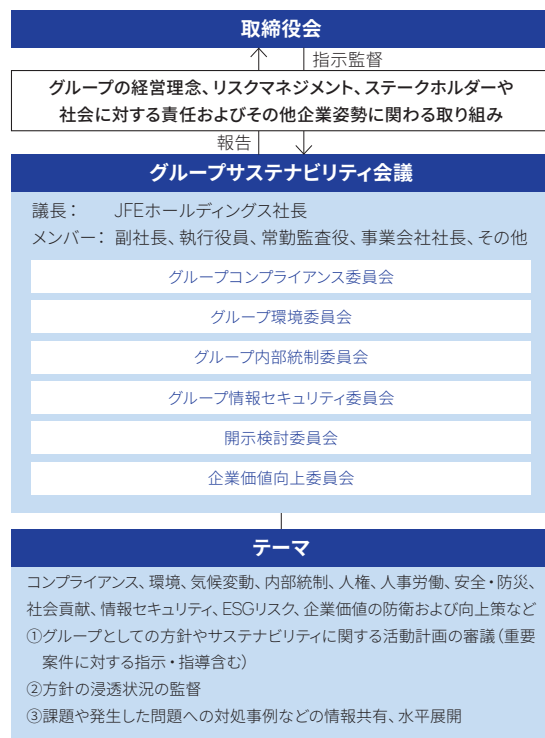 取締役会
指示監督
グループの経営理念、リスクマネジメント、ステークホルダーや
社会に対する責任およびその他企業姿勢に関わる取り組み
報告
グループサステナビリティ会議
議長： JFEホールディングス社長
メンバー： 副社長、執行役員、常勤監査役、事業会社社長、その他
グループコンプライアンス委員会
グループ環境委員会
グループ内部統制委員会
グループ情報セキュリティ委員会
開示検討委員会
企業価値向上委員会
テーマ
コンプライアンス、環境、気候変動、内部統制、人権、人事労働、安全・防災、
社会貢献、情報セキュリティ、ESGリスク、企業価値の防衛および向上策など
①グループとしての方針やサステナビリティに関する活動計画の審議（重要
案件に対する指示・指導含む）
②方針の浸透状況の監督
③課題や発生した問題への対処事例などの情報共有、水平展開